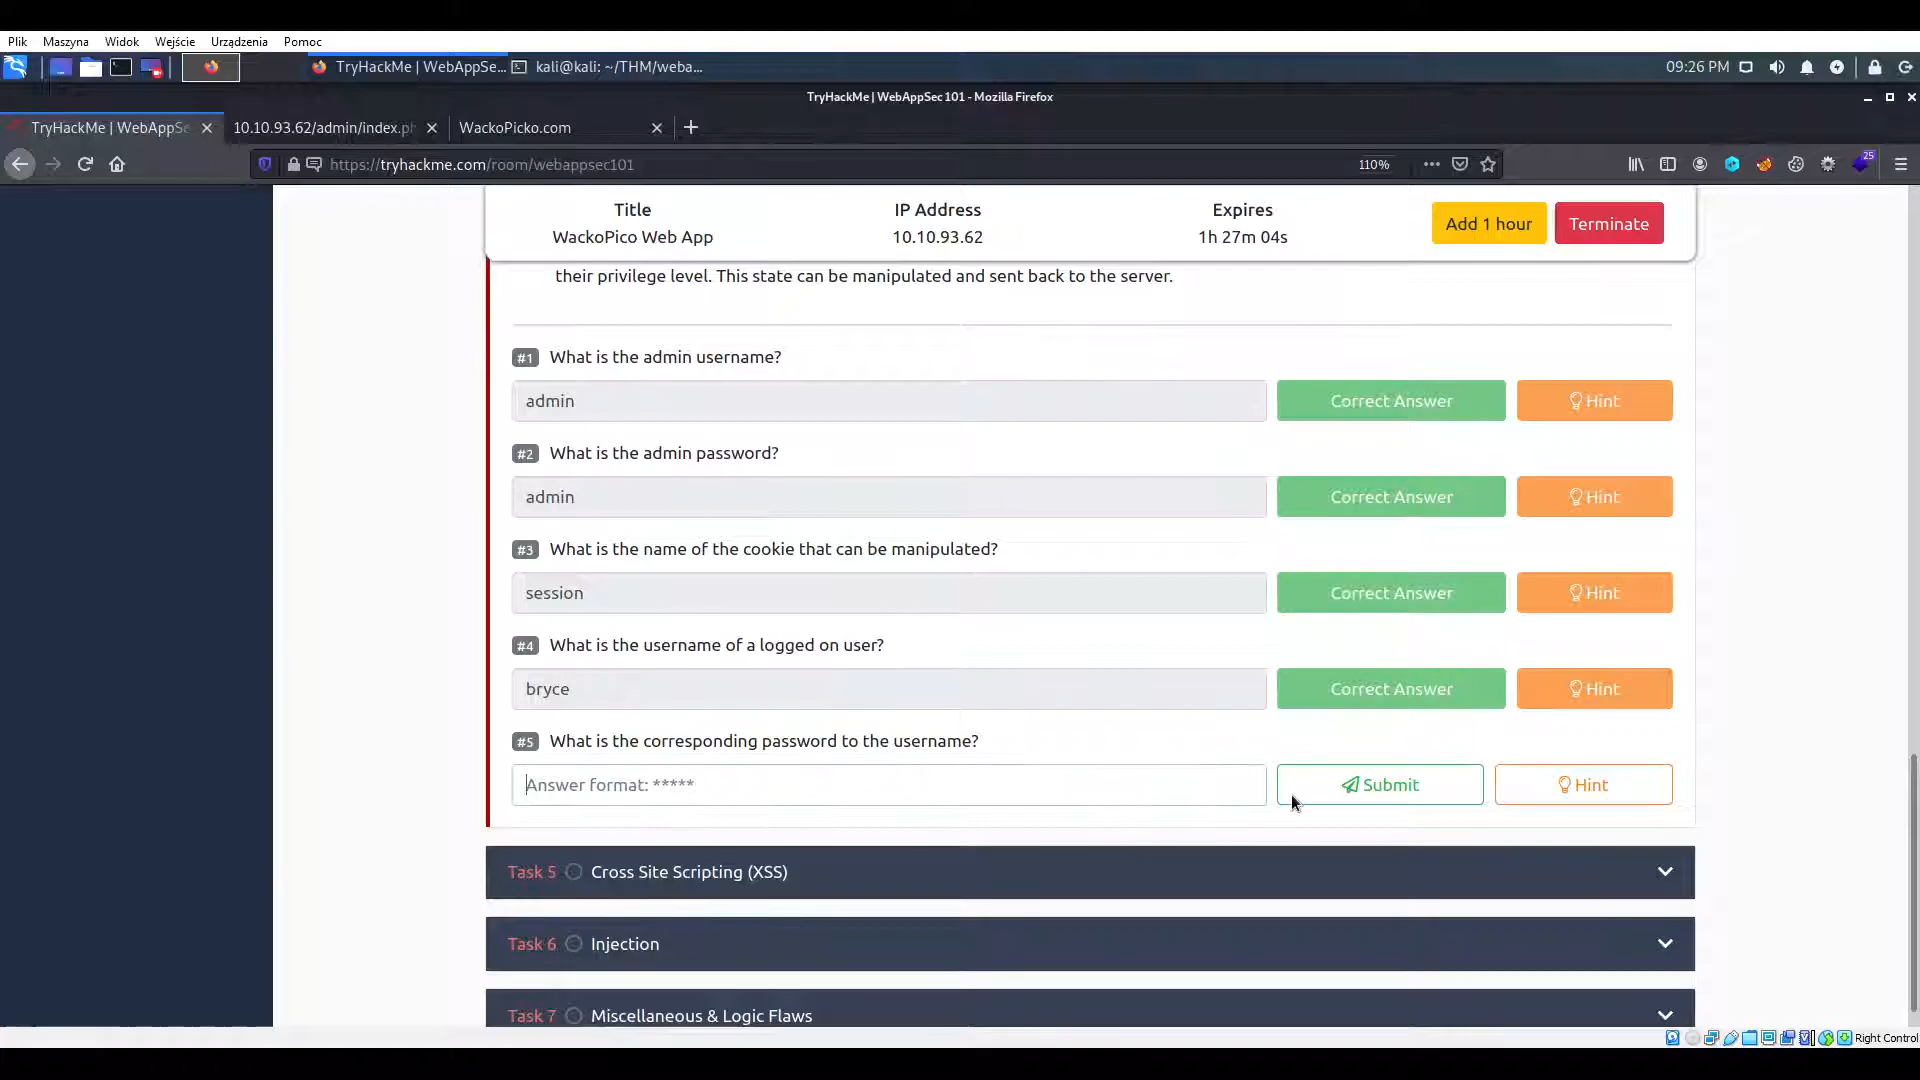 Plik Maszyna Widok Wejście Urządzenia Pomoc
TryHackMe | WebAppSe... kali@kali: ~/THM/weba... 09:26 PM
TryHackMe | WebAppSec 101 - Mozilla Firefox
TryHackMe | WebAppSe 10.10.93.62/admin/index.ph WackoPicko.com
https://tryhackme.com/room/webappsec101 110% 25
Title IP Address Expires
WackoPico Web App 10.10.93.62 1h 27m 04s Add 1 hour Terminate
their privilege level. This state can be manipulated and sent back to the server.
#1 What is the admin username?
admin Correct Answer Hint
#2 What is the admin password?
admin Correct Answer Hint
#3 What is the name of the cookie that can be manipulated?
session Correct Answer Hint
#4 What is the username of a logged on user?
bryce Correct Answer Hint
#5 What is the corresponding password to the username?
Answer format: ***** Submit Hint
Task 5 Cross Site Scripting (XSS)
Task 6 Injection
Task 7 Miscellaneous & Logic Flaws
Right Control